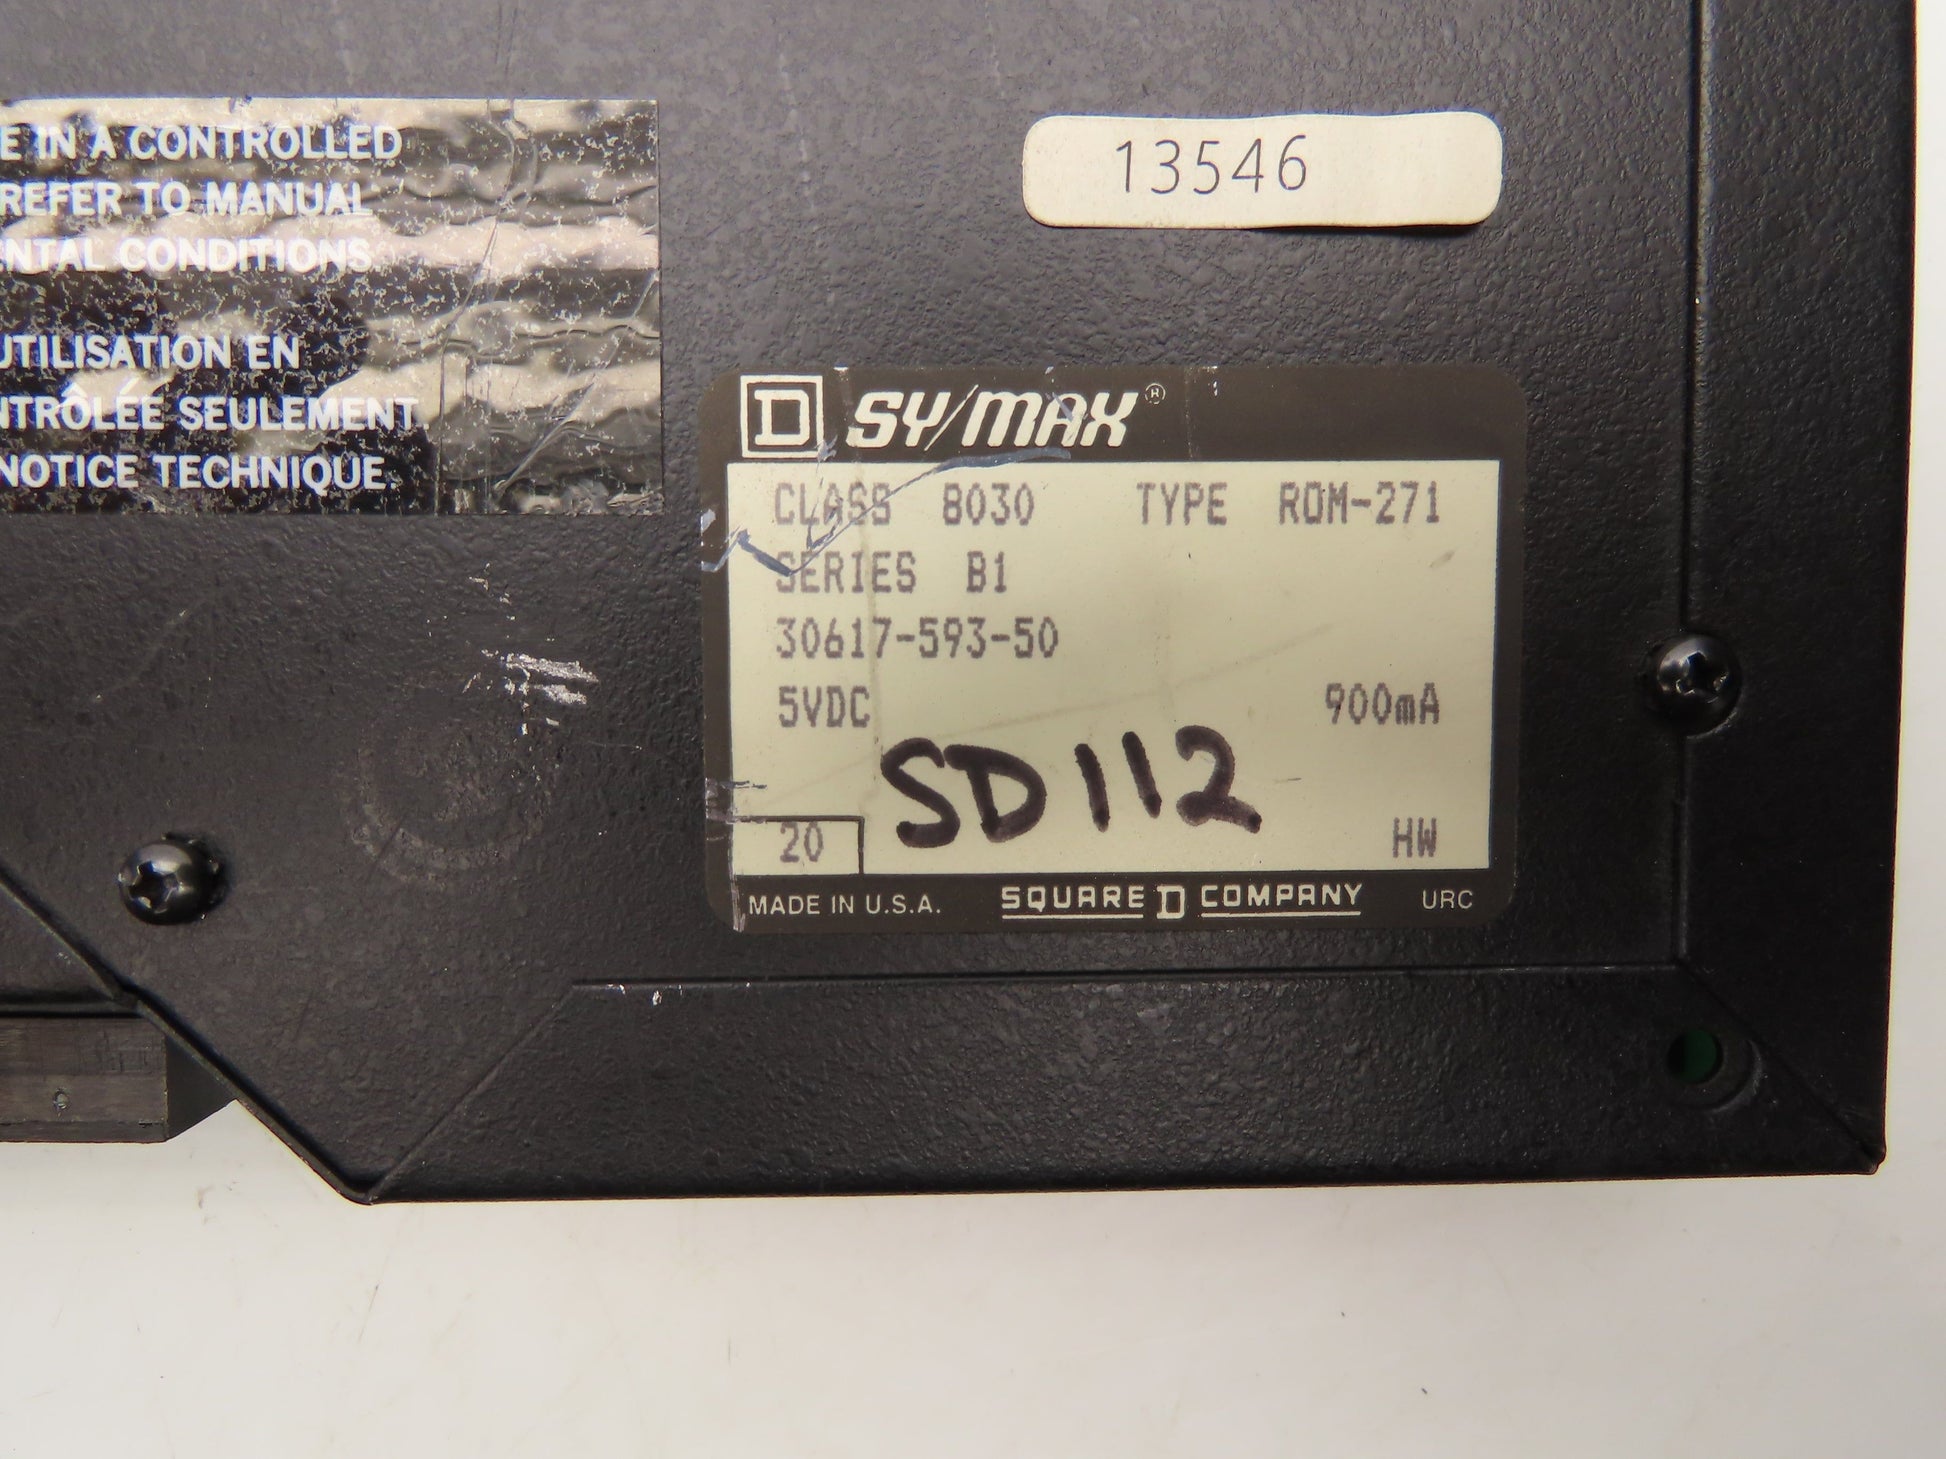 E IN A CONTROLLED
REFER TO MANUAL
ENTAL CONDITIONS
UTILISATION EN
NTRÔLÉE SEULEMENT.
NOTICE TECHNIQUE.
13546
D SY/MAX®
CLASS 8030 TYPE ROM-271
SERIES B1
30617-593-50
5VDC 900mA
SD112
20 HW
MADE IN U.S.A. SQUARE D COMPANY URC